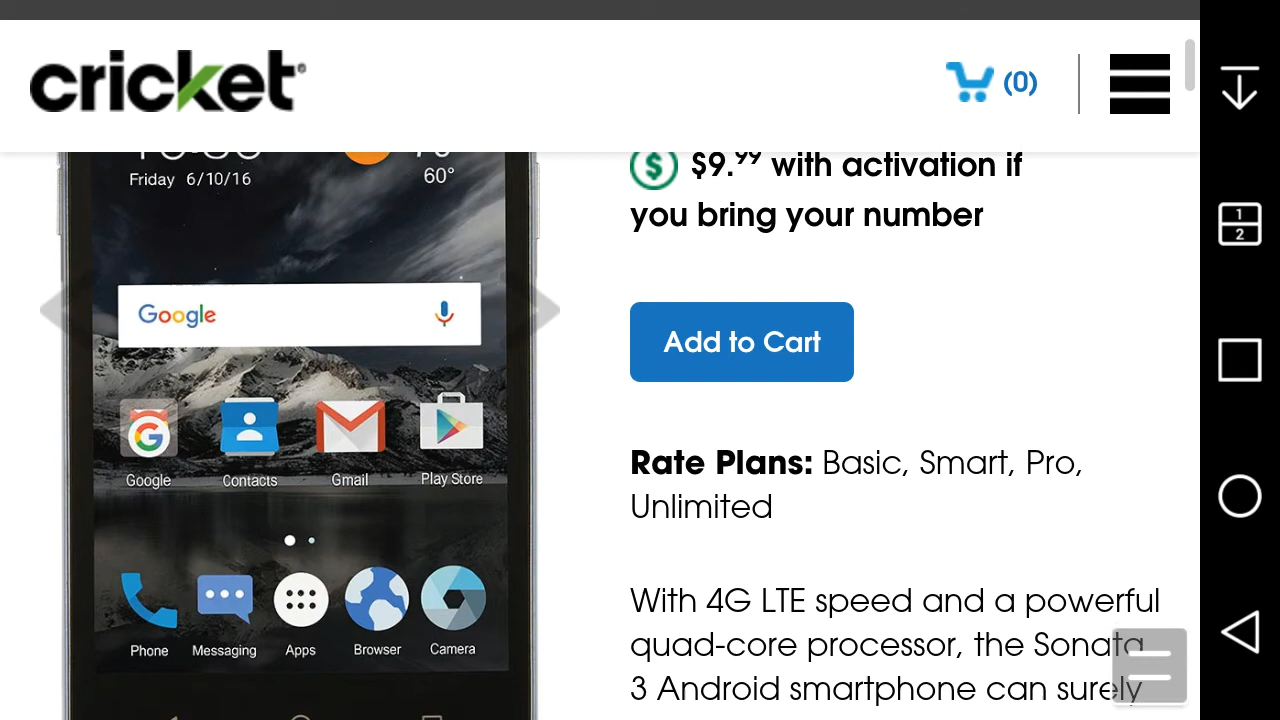 cricket
(0)
Friday 6/10/16
60°
$9.99 with activation if
you bring your number
Google
Add to Cart
Google Contacts Gmail Play Store
Rate Plans: Basic, Smart, Pro,
Unlimited
Phone Messaging Apps Browser Camera
With 4G LTE speed and a powerful
quad-core processor, the Sonata
3 Android smartphone can surely
1
2